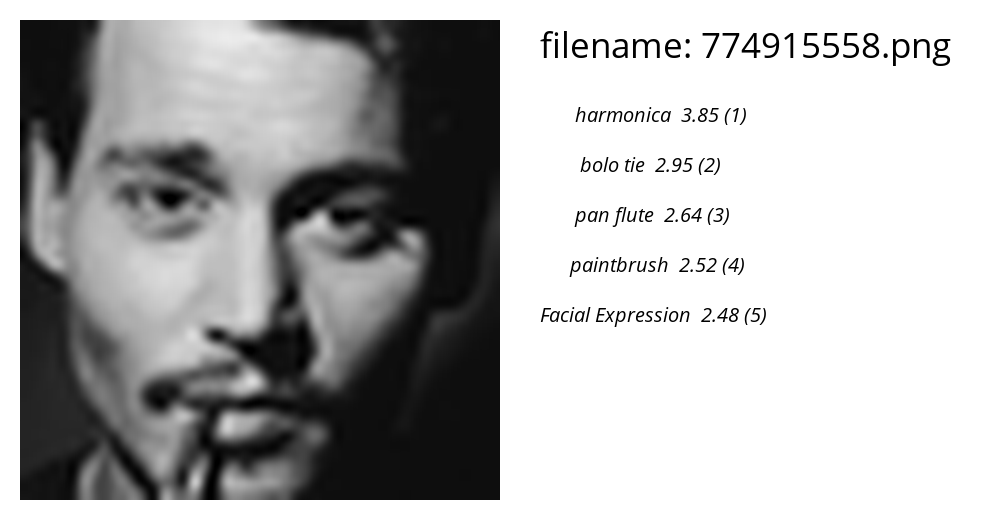 filename: 774915558.png
harmonica 3.85 (1)
bolo tie 2.95 (2)
pan flute 2.64 (3)
paintbrush 2.52 (4)
Facial Expression 2.48 (5)